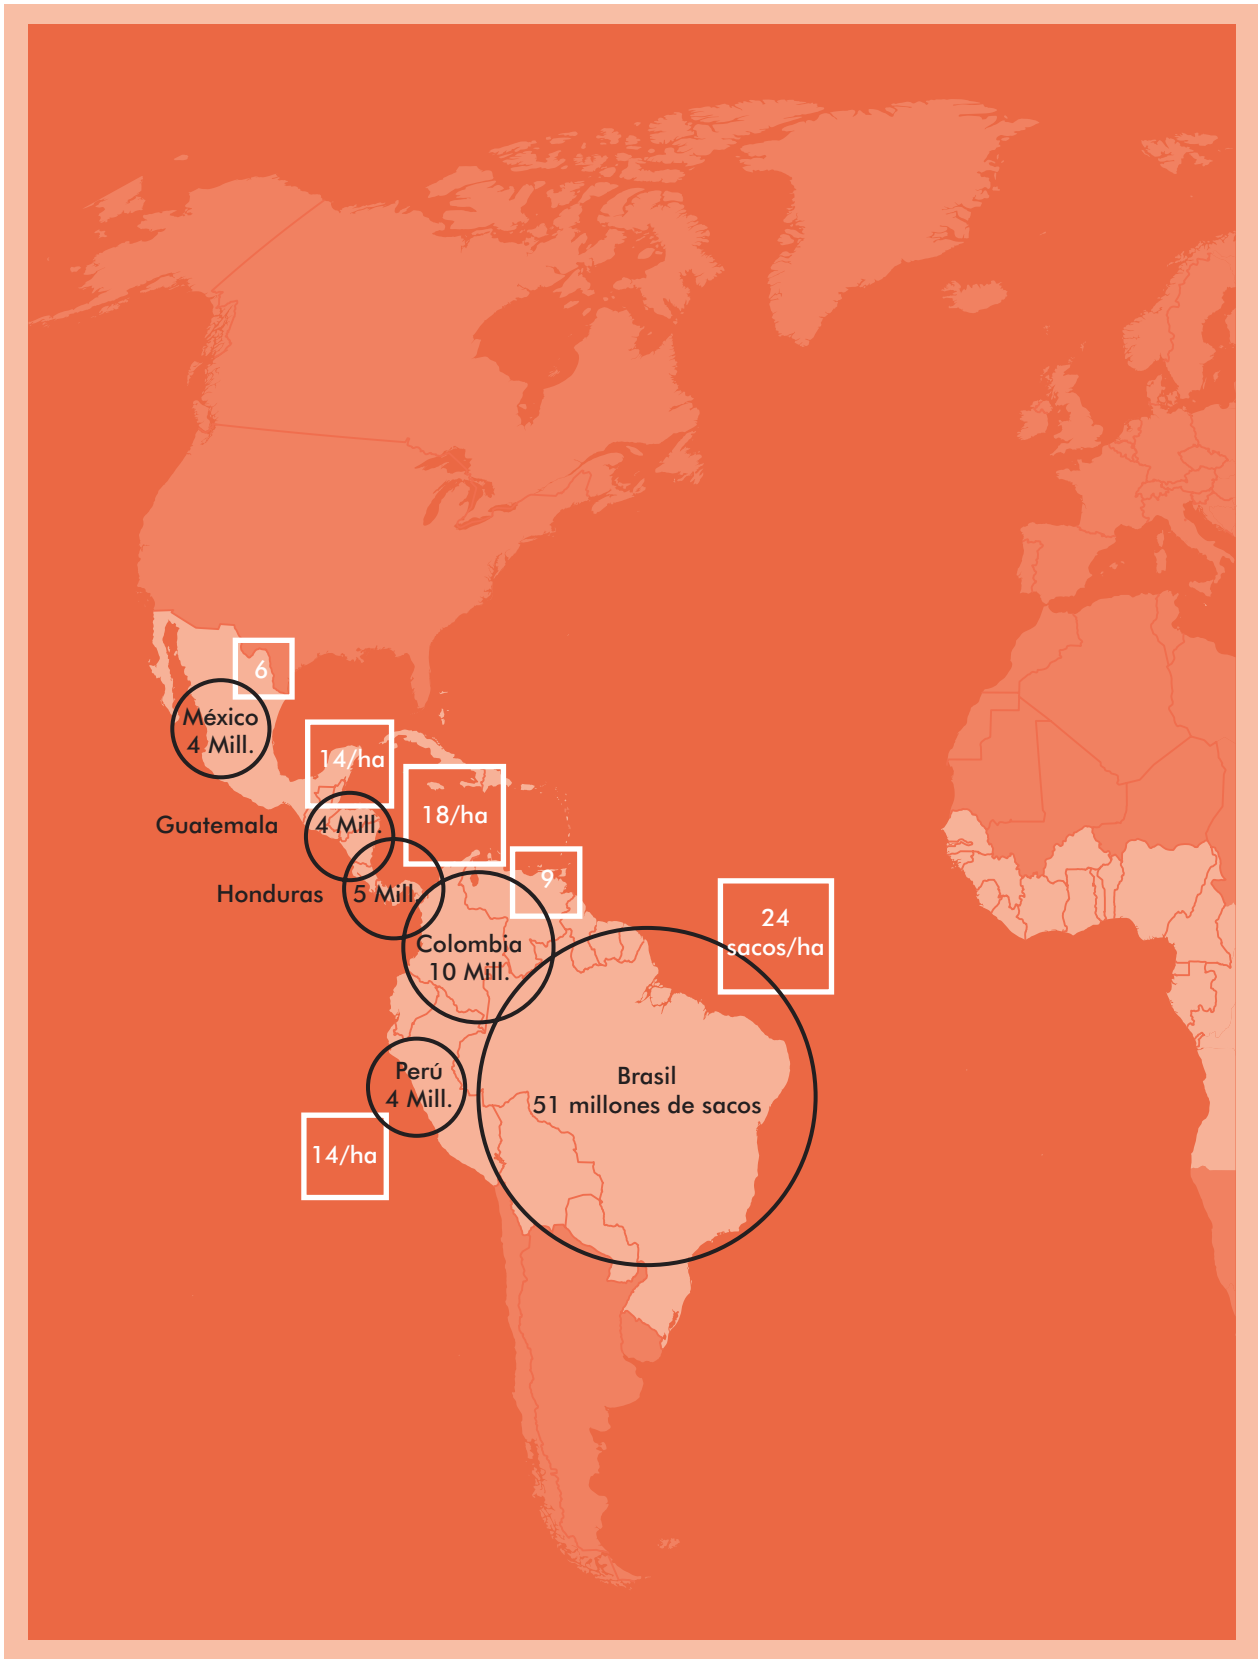 6
México
4 Mill.
14/ha
18/ha
Guatemala
4 Mill.
Honduras
5 Mill.
9
24
sacos/ha
Colombia
10 Mill.
Perú
4 Mill.
Brasil
51 millones de sacos
14/ha